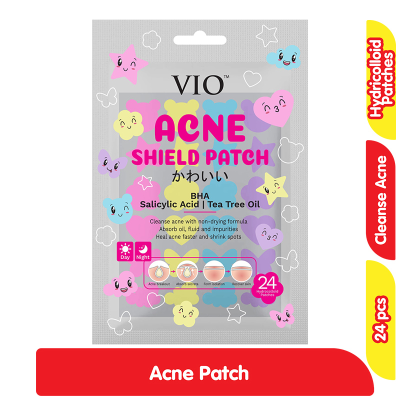 VIO™
ACNE
SHIELD PATCH
かわいい
BHA
Salicylic Acid | Tea Tree Oil
Cleanse acne with non-drying formula
Absorb oil, fluid and impurities
Heal acne faster and shrink spots
Day
Night
24
Patches
Hydricolloid
Patches
Cleanse Acne
24 pcs
Acne Patch